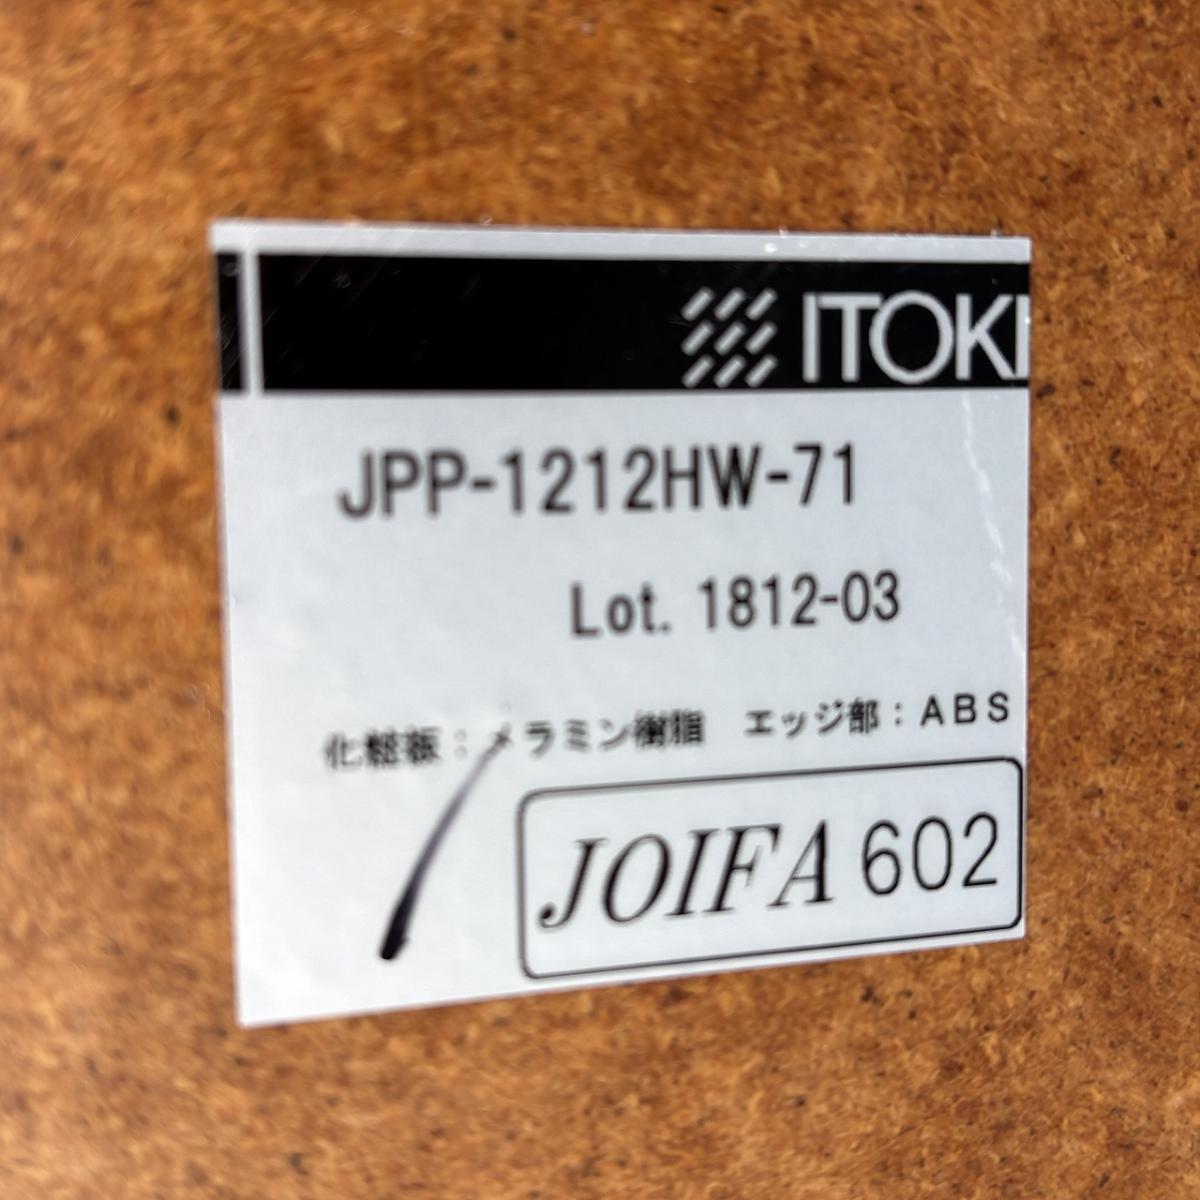 ITOKI
JPP-1212HW-71
Lot. 1812-03
化粧板：メラミン樹脂 エッジ部：ABS
JOIFA 602